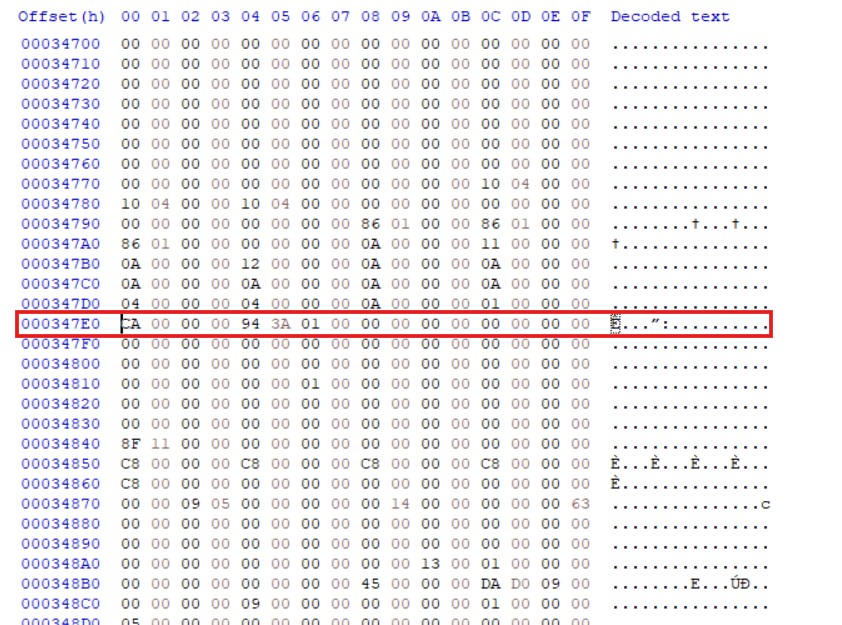 Offset(h) 00 01 02 03 04 05 06 07 08 09 0A 0B 0C 0D 0E 0F Decoded text
00034700 00 00 00 00 00 00 00 00 00 00 00 00 00 00 00 00 ................
00034710 00 00 00 00 00 00 00 00 00 00 00 00 00 00 00 00 ................
00034720 00 00 00 00 00 00 00 00 00 00 00 00 00 00 00 00 ................
00034730 00 00 00 00 00 00 00 00 00 00 00 00 00 00 00 00 ................
00034740 00 00 00 00 00 00 00 00 00 00 00 00 00 00 00 00 ................
00034750 00 00 00 00 00 00 00 00 00 00 00 00 00 00 00 00 ................
00034760 00 00 00 00 00 00 00 00 00 00 00 00 00 00 00 00 ................
00034770 00 00 00 00 00 00 00 00 00 00 00 00 10 04 00 00 ................
00034780 10 04 00 00 10 04 00 00 00 00 00 00 00 00 00 00 ................
00034790 00 00 00 00 00 00 00 00 86 01 00 00 86 01 00 00 ........†...†...
000347A0 86 01 00 00 00 00 00 00 0A 00 00 00 11 00 00 00 †...............
000347B0 0A 00 00 00 12 00 00 00 0A 00 00 00 0A 00 00 00 ................
000347C0 0A 00 00 00 0A 00 00 00 0A 00 00 00 0A 00 00 00 ................
000347D0 04 00 00 00 04 00 00 00 0A 00 00 00 01 00 00 00 ................
000347E0 CA 00 00 00 94 3A 01 00 00 00 00 00 00 00 00 00 Ê...”:..........
000347F0 00 00 00 00 00 00 00 00 00 00 00 00 00 00 00 00 ................
00034800 00 00 00 00 00 00 00 00 00 00 00 00 00 00 00 00 ................
00034810 00 00 00 00 00 00 01 00 00 00 00 00 00 00 00 00 ................
00034820 00 00 00 00 00 00 00 00 00 00 00 00 00 00 00 00 ................
00034830 00 00 00 00 00 00 00 00 00 00 00 00 00 00 00 00 ................
00034840 8F 11 00 00 00 00 00 00 00 00 00 00 00 00 00 00 ................
00034850 C8 00 00 00 C8 00 00 00 C8 00 00 00 C8 00 00 00 È...È...È...È...
00034860 C8 00 00 00 00 00 00 00 00 00 00 00 00 00 00 00 È...............
00034870 00 00 09 05 00 00 00 00 00 14 00 00 00 00 00 63 ...............c
00034880 00 00 00 00 00 00 00 00 00 00 00 00 00 00 00 00 ................
00034890 00 00 00 00 00 00 00 00 00 00 00 00 00 00 00 00 ................
000348A0 00 00 00 00 00 00 00 00 00 00 13 00 01 00 00 00 ................
000348B0 00 00 00 00 00 00 00 00 45 00 00 00 DA D0 09 00 ........E...ÚÐ..
000348C0 00 00 00 00 09 00 00 00 00 00 00 00 01 00 00 00 ................
000348D0 05 00 00 00 00 00 00 00 00 00 00 00 00 00 00 00